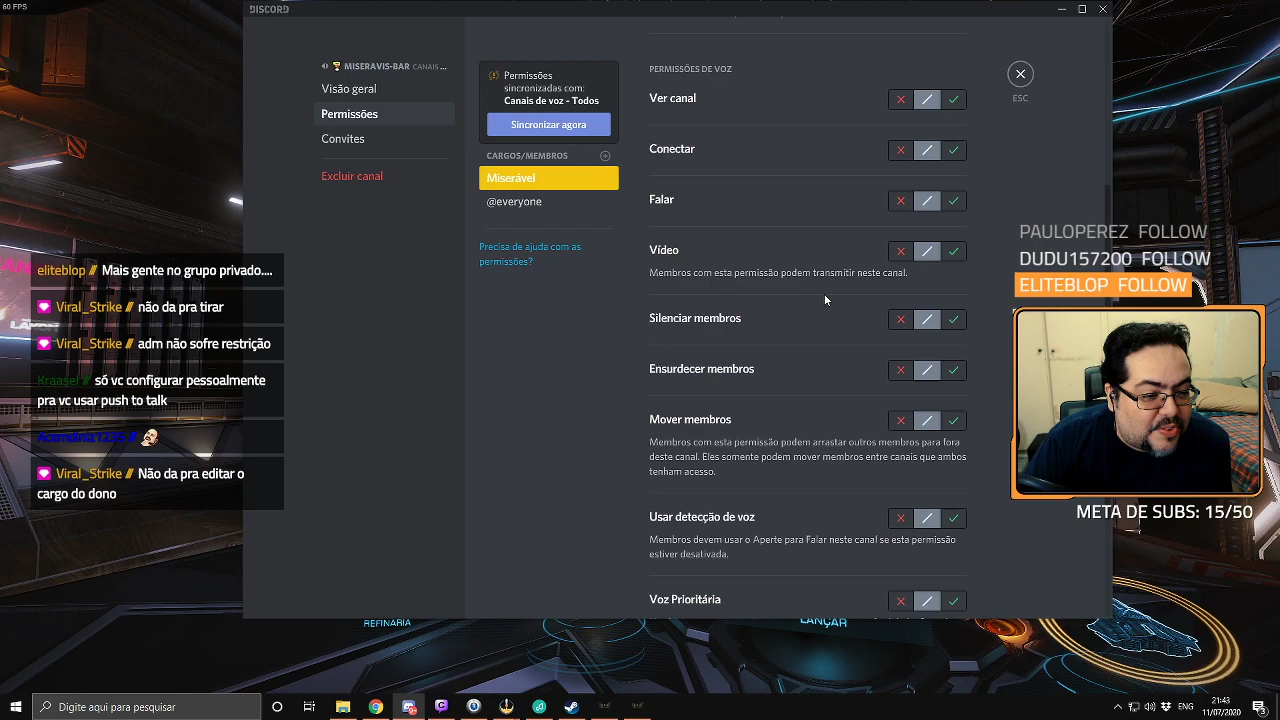 60 FPS
DISCORD
MISERAVIS-BAR CANAIS ...
Visão geral
Permissões
Convites
Excluir canal
Permissões
sincronizadas com:
Canais de voz - Todos
Sincronizar agora
CARGOS/MEMBROS
Miserável
@everyone
Precisa de ajuda com as
permissões?
PERMISSÕES DE VOZ
Ver canal
Conectar
Falar
Vídeo
Membros com esta permissão podem transmitir neste canal.
Silenciar membros
Ensurdecer membros
Mover membros
Membros com esta permissão podem arrastar outros membros para fora
deste canal. Eles somente podem mover membros entre canais que ambos
tenham acesso.
Usar detecção de voz
Membros devem usar o Aperte para Falar neste canal se esta permissão
estiver desativada.
Voz Prioritária
ESC
eliteblop // Mais gente no grupo privado....
Viral_Strike // não da pra tirar
Viral_Strike // adm não sofre restrição
Kraasel // só vc configurar pessoalmente
pra vc usar push to talk
Viral_Strike // Não da pra editar o
cargo do dono
PAULOPEREZ FOLLOW
DUDU157200 FOLLOW
ELITEBLOP FOLLOW
META DE SUBS: 15/50
REFINARIA
LANÇAR
Digite aqui para pesquisar
21:43
11/07/2020